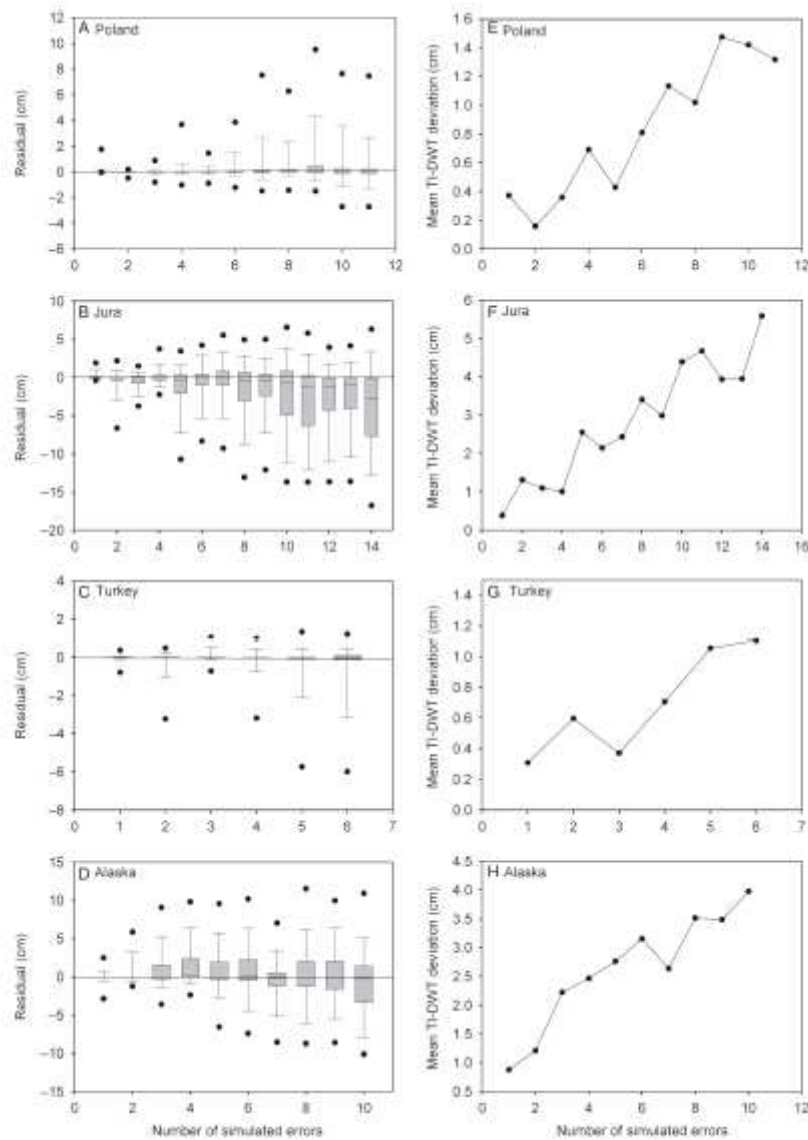 A Poland
Residual (cm)
12
10
8
6
4
2
0
−2
−4
−6
0 2 4 6 8 10 12
E Poland
Mean TI-DWT deviation (cm)
1.6
1.4
1.2
1.0
0.8
0.6
0.4
0.2
0.0
0 2 4 6 8 10 12
B Jura
Residual (cm)
10
5
0
−5
−10
−15
−20
0 2 4 6 8 10 12 14
F Jura
Mean TI-DWT deviation (cm)
6
5
4
3
2
1
0
0 2 4 6 8 10 12 14 16
C Turkey
Residual (cm)
4
2
0
−2
−4
−6
−8
0 1 2 3 4 5 6 7
G Turkey
Mean TI-DWT deviation (cm)
1.4
1.2
1.0
0.8
0.6
0.4
0.2
0.0
0 1 2 3 4 5 6 7
D Alaska
Residual (cm)
15
10
5
0
−5
−10
−15
0 2 4 6 8 10
Number of simulated errors
H Alaska
Mean TI-DWT deviation (cm)
4.5
4.0
3.5
3.0
2.5
2.0
1.5
1.0
0.5
0 2 4 6 8 10 12
Number of simulated errors